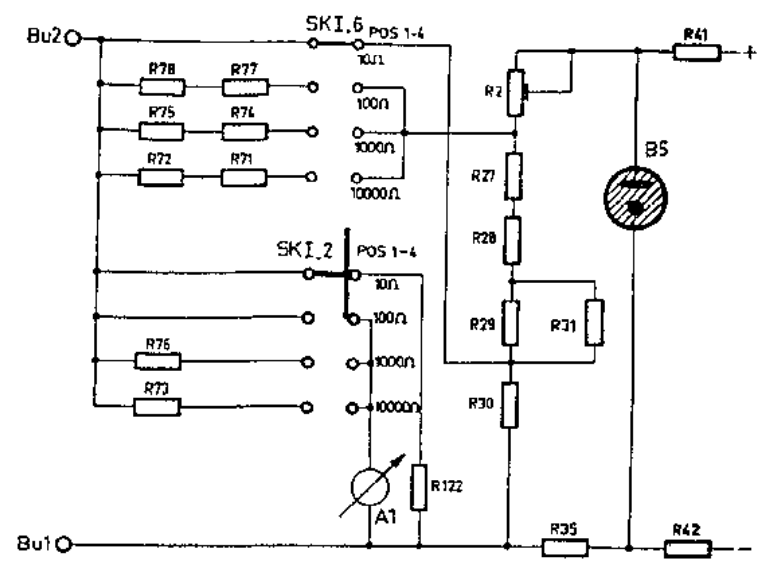 SKI.6 POS 1-4
Bu2
R41
10Ω
+
R78 R77
R2
100Ω
R75 R74
1000Ω
R72 R71
R27
B5
10000Ω
R28
SKI.2 POS 1-4
10Ω
100Ω
R29 R31
R76
1000Ω
R73
10000Ω
R30
R122
A1
R35 R42
Bu1